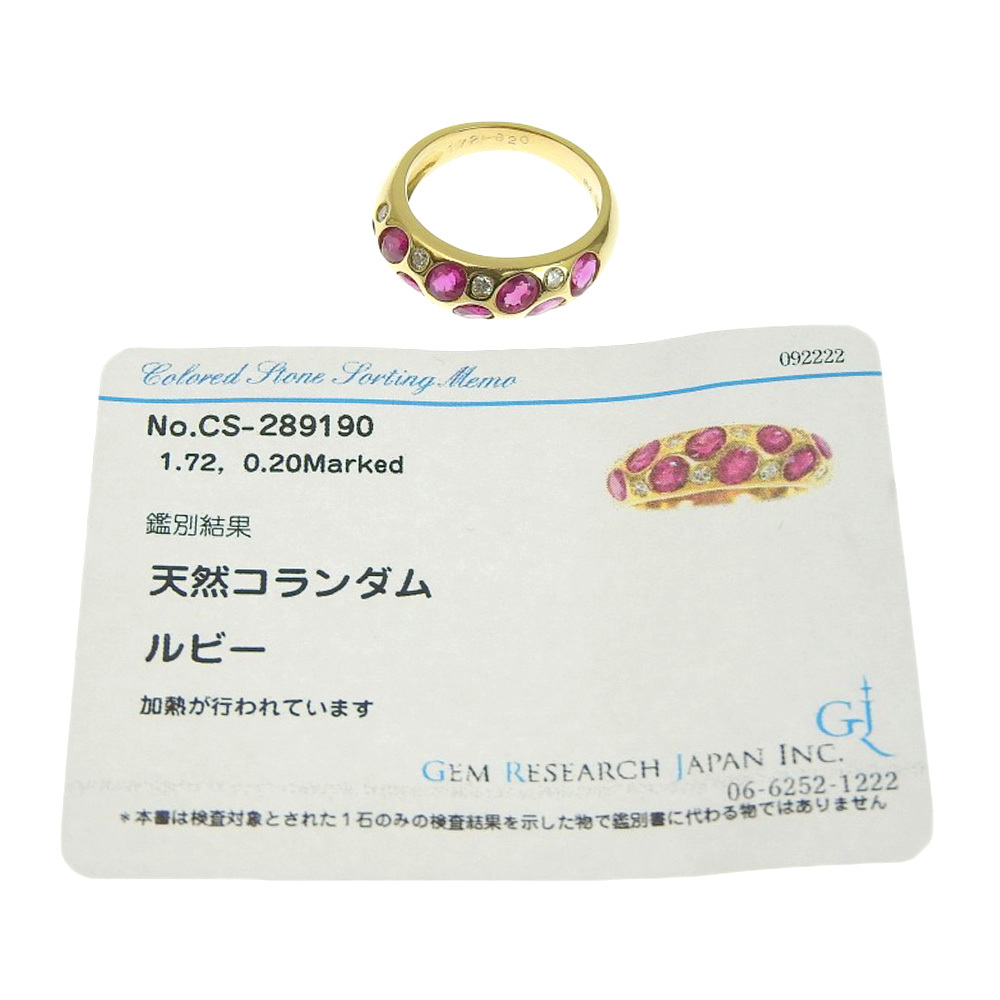 Colored Stone Sorting Memo
092222
No.CS-289190
1.72, 0.20Marked
鑑別結果
天然コランダム
ルビー
加熱が行われています
GJ
GEM RESEARCH JAPAN INC.
06-6252-1222
*本書は検査対象とされた1石のみの検査結果を示した物で鑑別書に代わる物ではありません